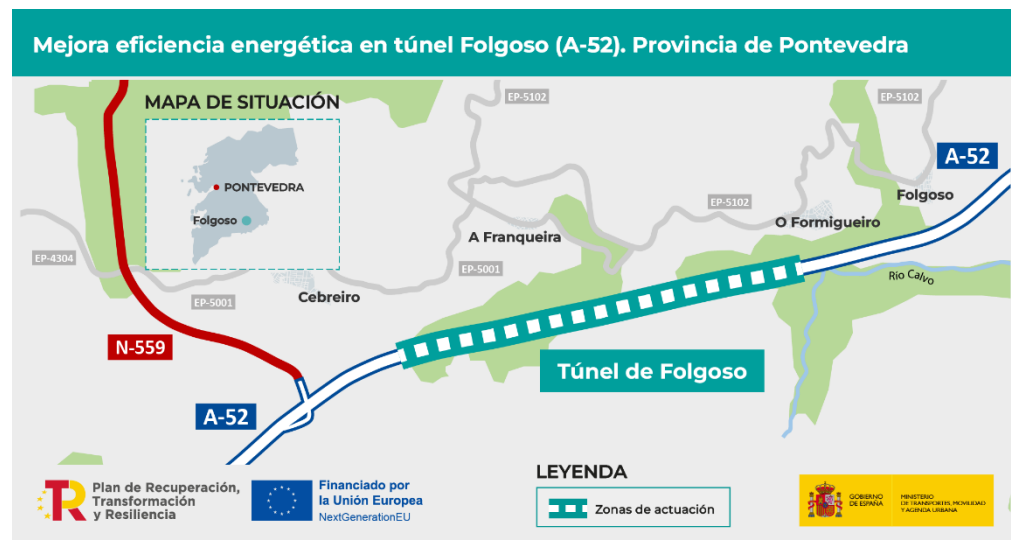 Mejora eficiencia energética en túnel Folgoso (A-52). Provincia de Pontevedra
MAPA DE SITUACIÓN
PONTEVEDRA
Folgoso
EP-5102
EP-5102
A-52
Folgoso
EP-5102
O Formigueiro
A Franqueira
EP-4304
EP-5001
Rio Calvo
EP-5001
Cebreiro
N-559
Túnel de Folgoso
A-52
LEYENDA
Zonas de actuación
Plan de Recuperación,
Transformación
y Resiliencia
Financiado por
la Unión Europea
NextGenerationEU
GOBIERNO
DE ESPAÑA
MINISTERIO
DE TRANSPORTES, MOVILIDAD
Y AGENDA URBANA